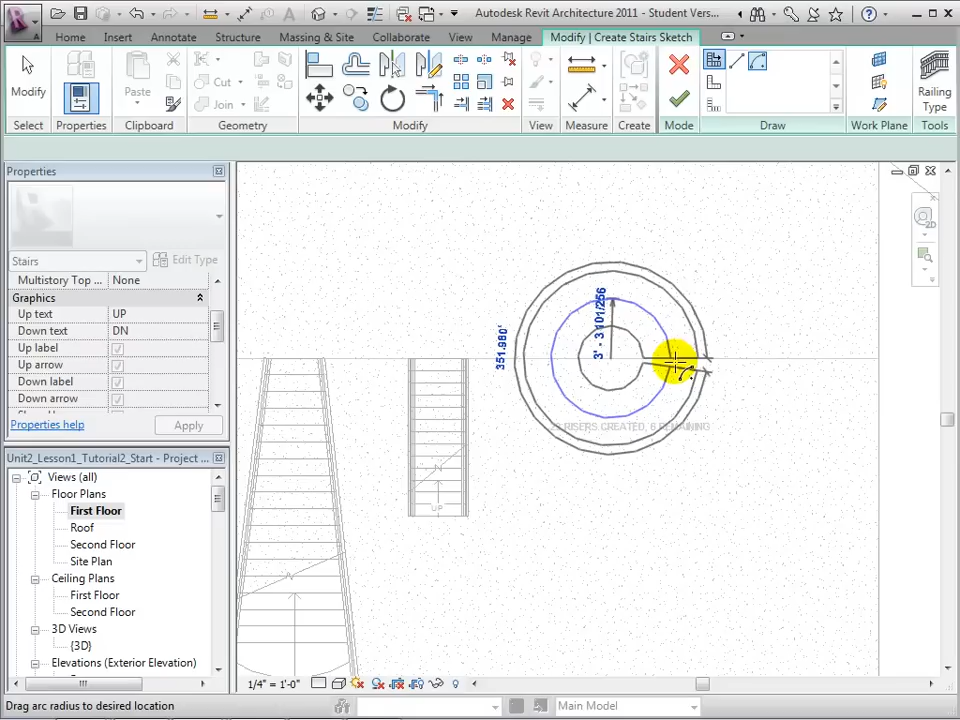 Autodesk Revit Architecture 2011 - Student Vers...
Home Insert Annotate Structure Massing & Site Collaborate View Manage Modify | Create Stairs Sketch
Modify
Paste
Cut
Join
Railing
Type
Select Properties Clipboard Geometry Modify View Measure Create Mode Draw Work Plane Tools
Properties
Stairs
Edit Type
Multistory Top ... None
Graphics
Up text UP
Down text DN
Up label
Up arrow
Down label
Down arrow
Properties help
Apply
Unit2_Lesson1_Tutorial2_Start - Project ...
Views (all)
Floor Plans
First Floor
Roof
Second Floor
Site Plan
Ceiling Plans
First Floor
Second Floor
3D Views
{3D}
Elevations (Exterior Elevation)
351.980°
3' - 3 101/256
RISERS CREATED, 6 REMAINING
UP
2D
1/4" = 1'-0"
Drag arc radius to desired location
Main Model